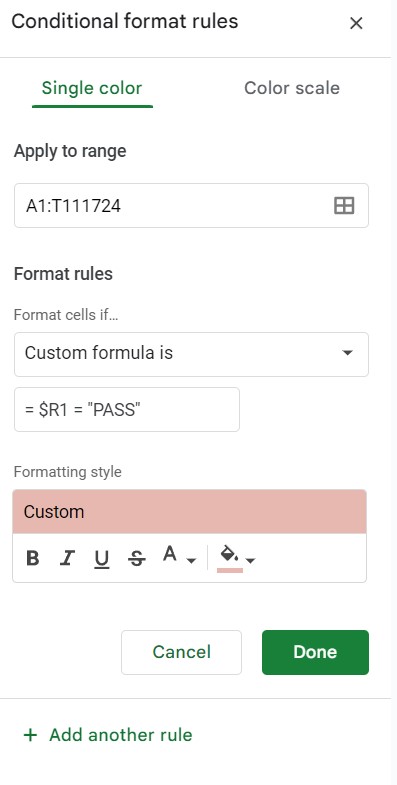 Conditional format rules
Single color
Color scale
Apply to range
A1:T111724
Format rules
Format cells if...
Custom formula is
= $R1 = "PASS"
Formatting style
Custom
B I U S A
Cancel
Done
+ Add another rule